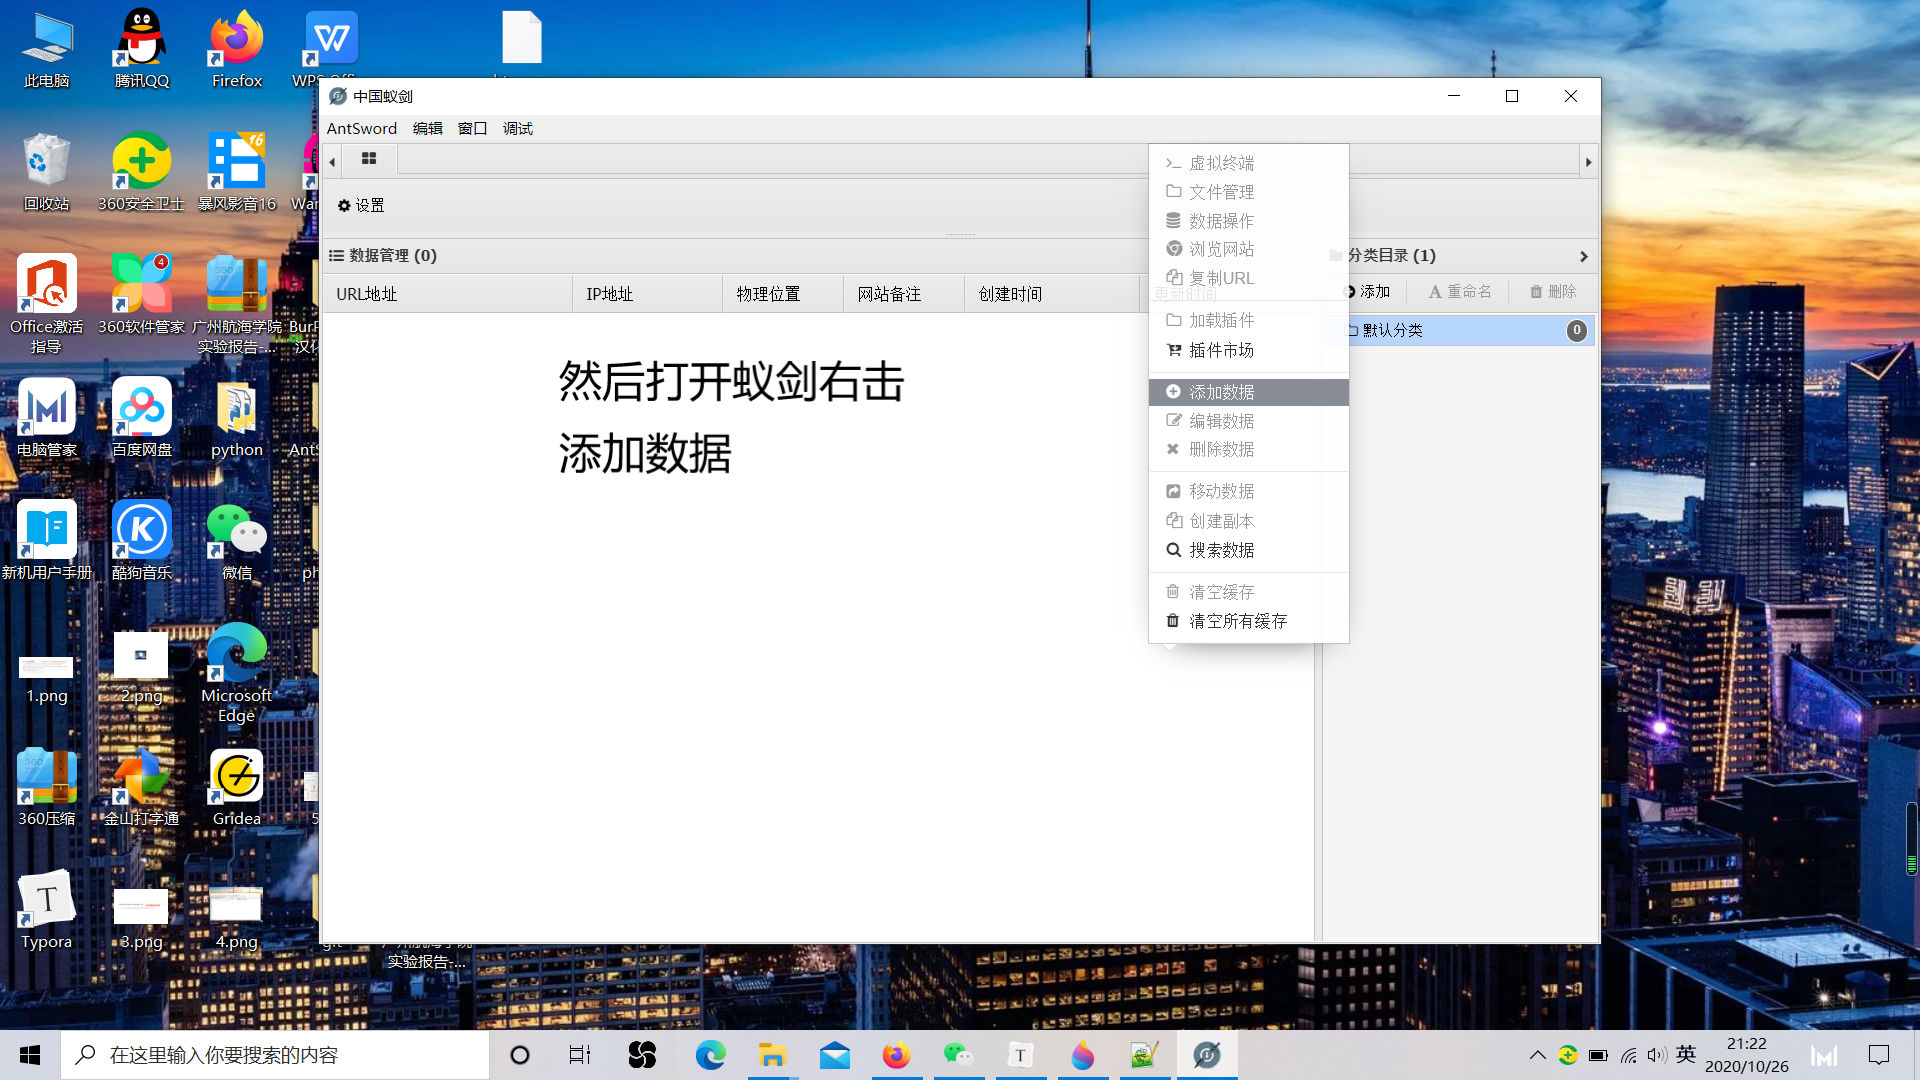 此电脑
腾讯QQ
Firefox
回收站
360安全卫士
暴风影音16
Office激活
指导
360软件管家
广州航海学院
实验报告-...
电脑管家
百度网盘
python
新机用户手册
酷狗音乐
微信
1.png
2.png
Microsoft
Edge
360压缩
金山打字通
Gridea
Typora
3.png
4.png
实验报告-...
中国蚁剑
AntSword 编辑 窗口 调试
设置
数据管理 (0)
URL地址 IP地址 物理位置 网站备注 创建时间 更新时间
然后打开蚁剑右击
添加数据
虚拟终端
文件管理
数据操作
浏览网站
复制URL
加载插件
插件市场
添加数据
编辑数据
删除数据
移动数据
创建副本
搜索数据
清空缓存
清空所有缓存
分类目录 (1)
添加 重命名 删除
默认分类 0
在这里输入你要搜索的内容
英
21:22
2020/10/26